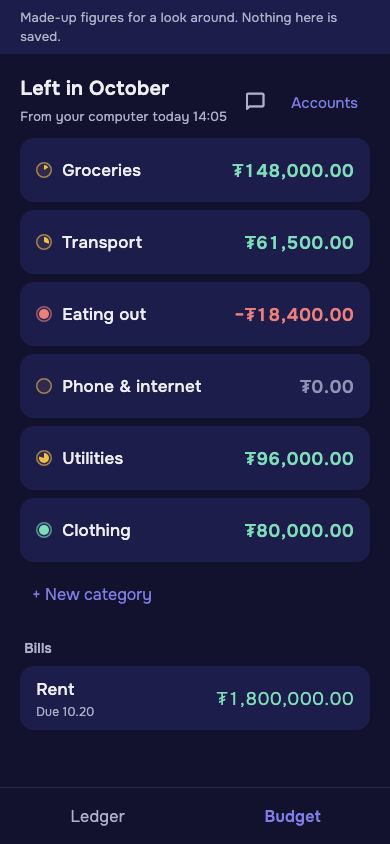 Made-up figures for a look around. Nothing here is
saved.
Left in October
From your computer today 14:05
Accounts
Groceries
₮148,000.00
Transport
₮61,500.00
Eating out
-₮18,400.00
Phone & internet
₮0.00
Utilities
₮96,000.00
Clothing
₮80,000.00
+ New category
Bills
Rent
Due 10.20
₮1,800,000.00
Ledger
Budget